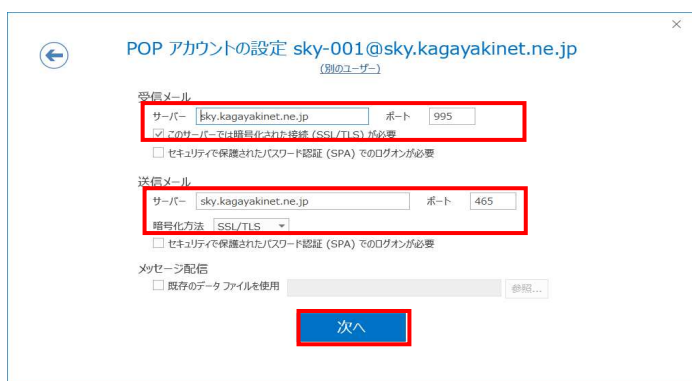 POP アカウントの設定 sky-001@sky.kagayakinet.ne.jp
(別のユーザー)
受信メール
サーバー sky.kagayakinet.ne.jp ポート 995
このサーバーでは暗号化された接続 (SSL/TLS) が必要
セキュリティで保護されたパスワード認証 (SPA) でのログオンが必要
送信メール
サーバー sky.kagayakinet.ne.jp ポート 465
暗号化方法 SSL/TLS
セキュリティで保護されたパスワード認証 (SPA) でのログオンが必要
メッセージ配信
既存のデータ ファイルを使用 参照...
次へ